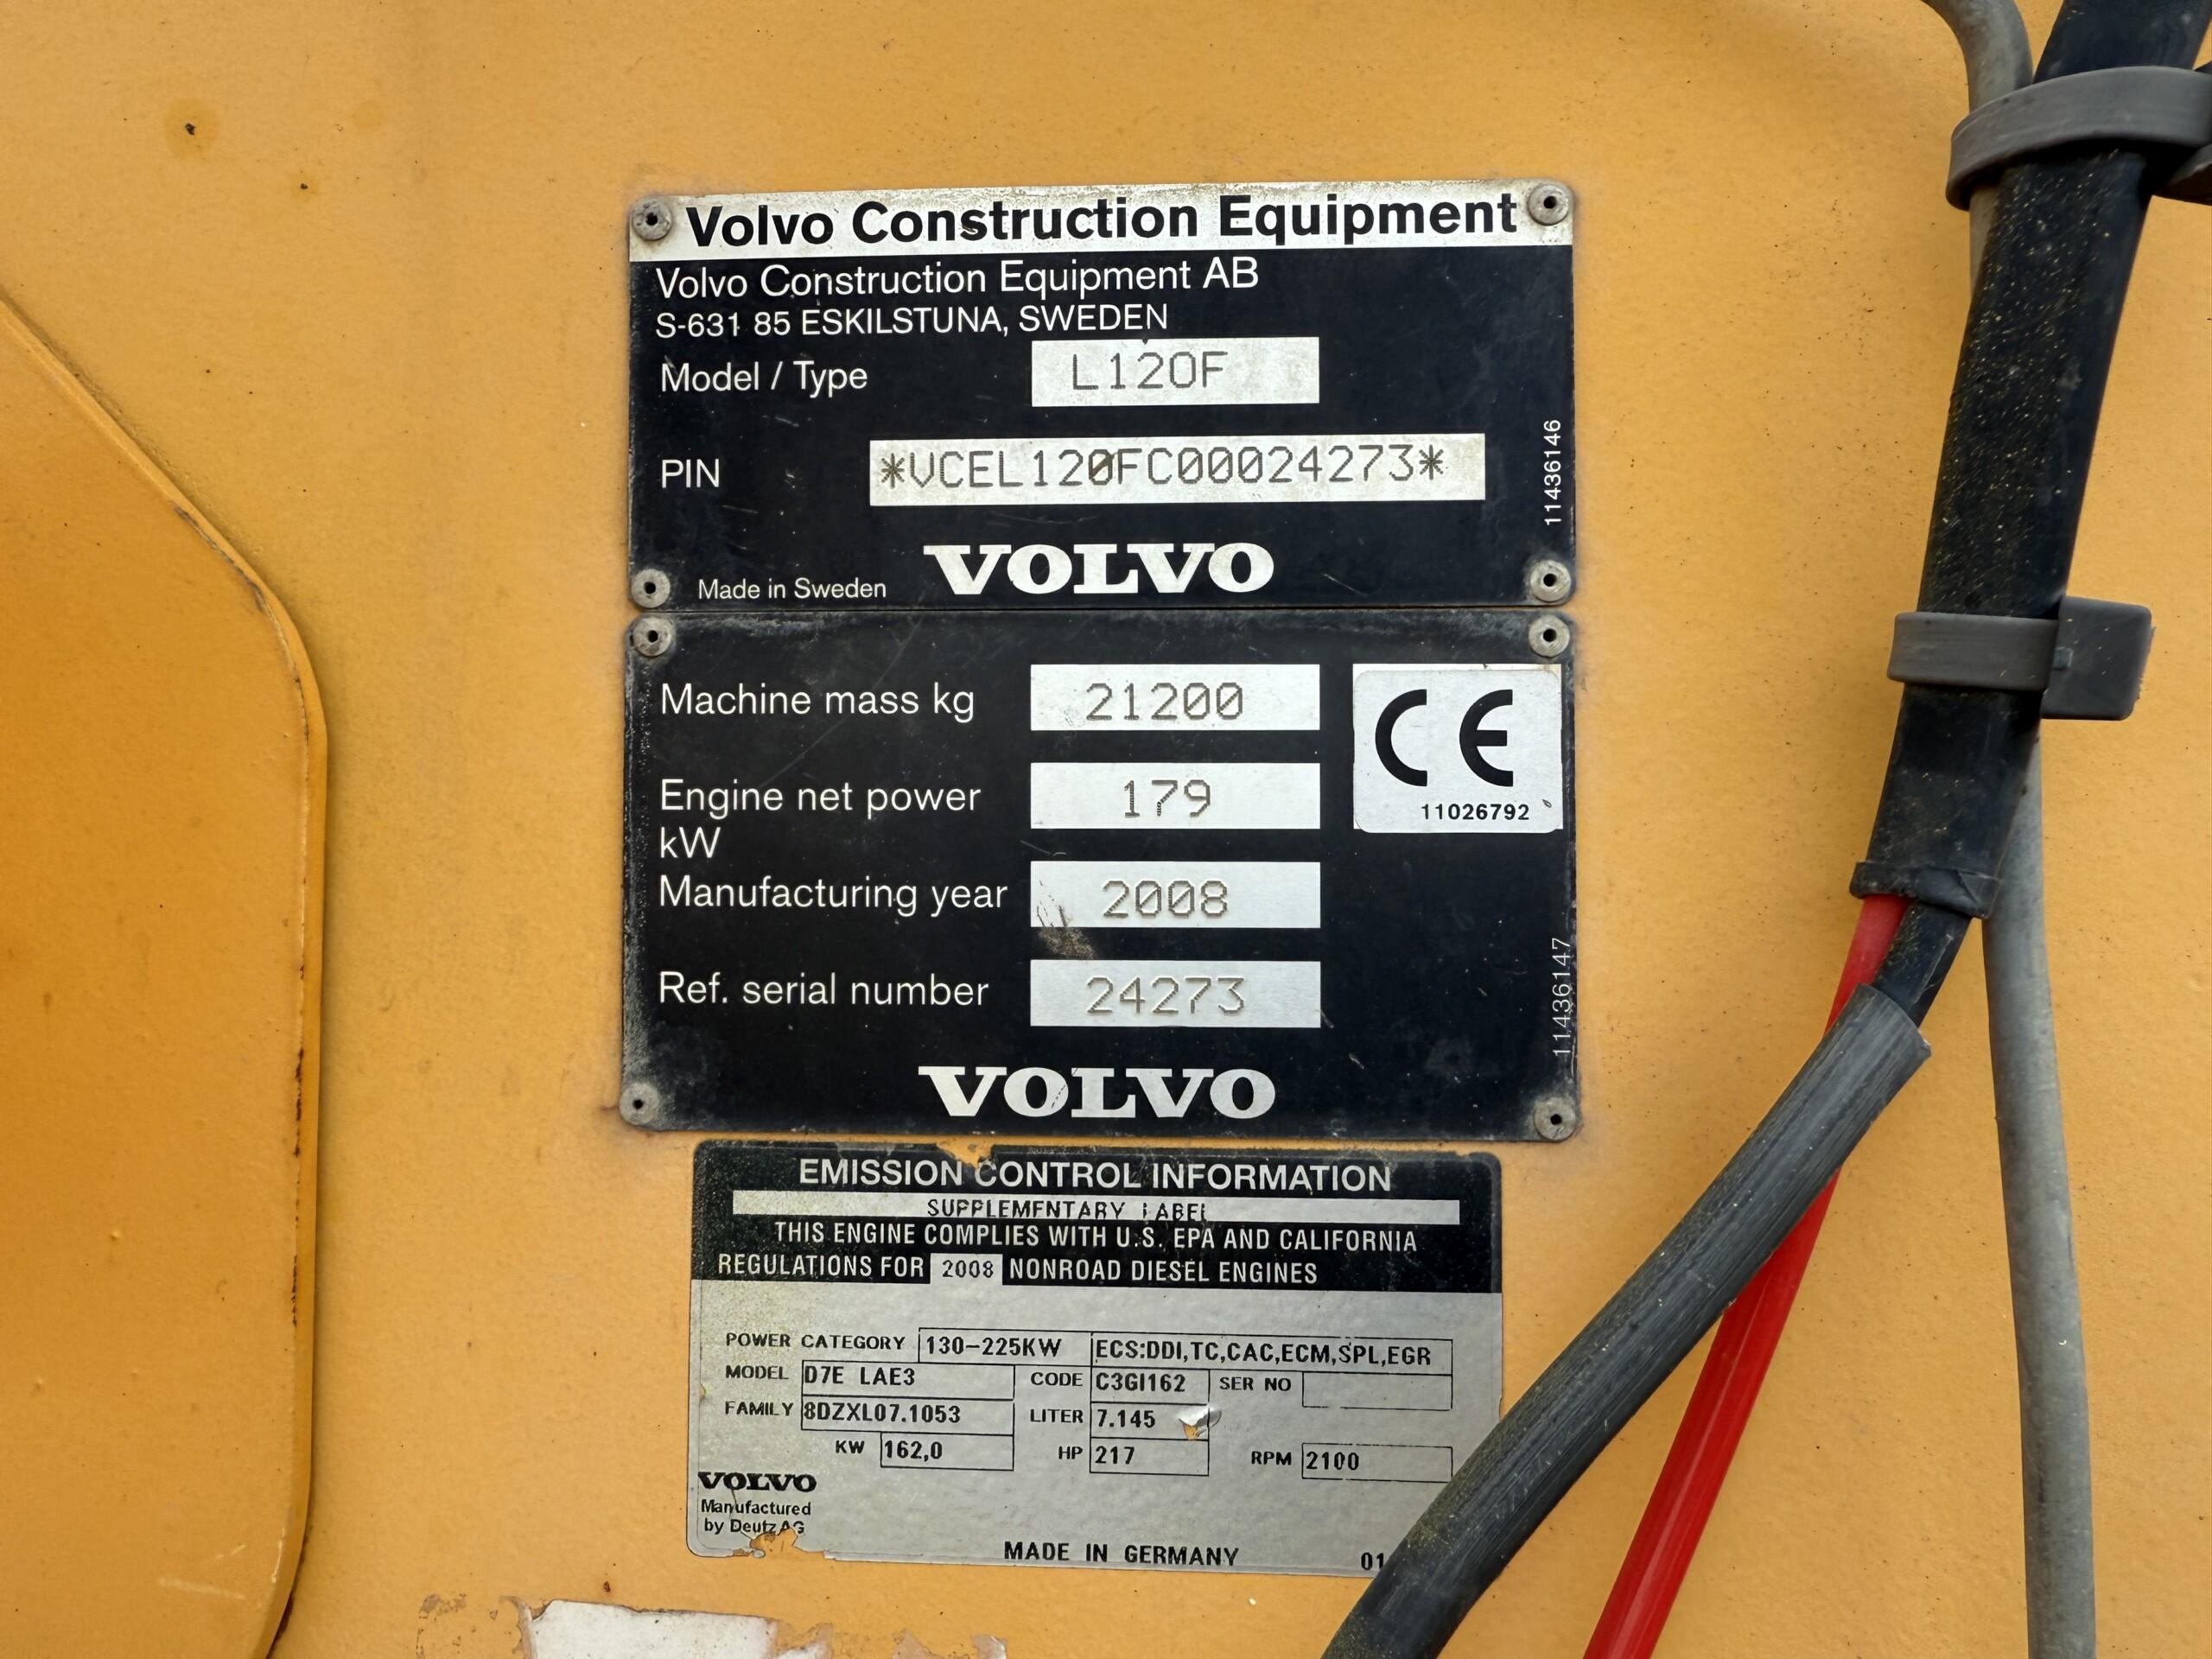 Volvo Construction Equipment
Volvo Construction Equipment AB
S-631 85 ESKILSTUNA, SWEDEN
Model / Type L120F
PIN *VCEL120FC00024273*
11436146
Made in Sweden VOLVO
Machine mass kg 21200
CE
11026792
Engine net power kW 179
Manufacturing year 2008
Ref. serial number 24273
11436147
VOLVO
EMISSION CONTROL INFORMATION
SUPPLEMENTARY LABEL
THIS ENGINE COMPLIES WITH U.S. EPA AND CALIFORNIA
REGULATIONS FOR 2008 NONROAD DIESEL ENGINES
POWER CATEGORY 130-225KW ECS:DDI,TC,CAC,ECM,SPL,EGR
MODEL D7E LAE3 CODE C3GI162 SER NO
FAMILY 8DZXL07.1053 LITER 7.145
KW 162,0 HP 217 RPM 2100
VOLVO
Manufactured
by Deutz AG
MADE IN GERMANY 01